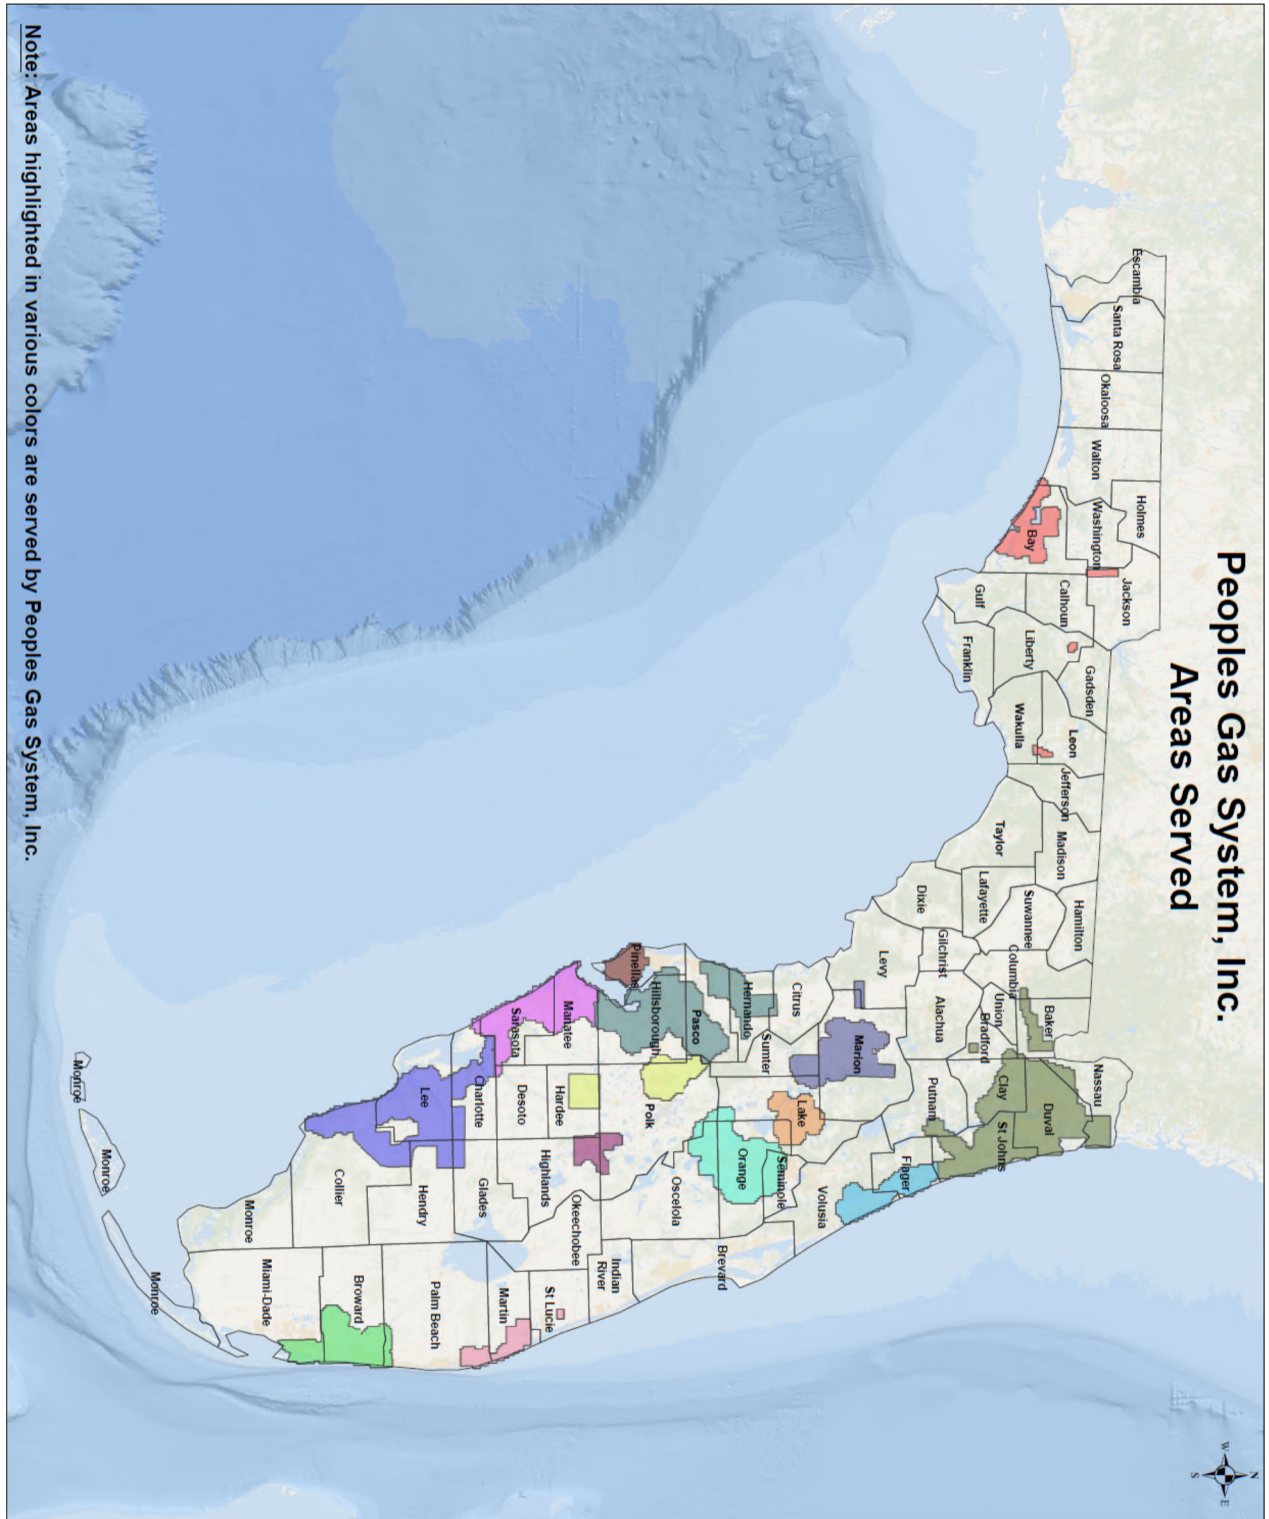 Peoples Gas System, Inc.
Areas Served
Escambia
Santa Rosa
Okaloosa
Walton
Holmes
Washington
Bay
Jackson
Calhoun
Gulf
Liberty
Franklin
Gadsden
Leon
Wakulla
Jefferson
Madison
Taylor
Hamilton
Suwannee
Lafayette
Dixie
Columbia
Gilchrist
Levy
Baker
Union
Bradford
Alachua
Nassau
Duval
Clay
St Johns
Putnam
Flagler
Marion
Citrus
Hernando
Sumter
Lake
Volusia
Seminole
Orange
Pasco
Pinellas
Hillsborough
Polk
Oscelola
Brevard
Indian
River
Manatee
Hardee
Highlands
Okeechobee
St Lucie
Sarasota
Desoto
Martin
Charlotte
Glades
Lee
Hendry
Palm Beach
Collier
Broward
Monroe
Miami-Dade
Monroe
Monroe
Monroe
N
W
E
S
Note: Areas highlighted in various colors are served by Peoples Gas System, Inc.